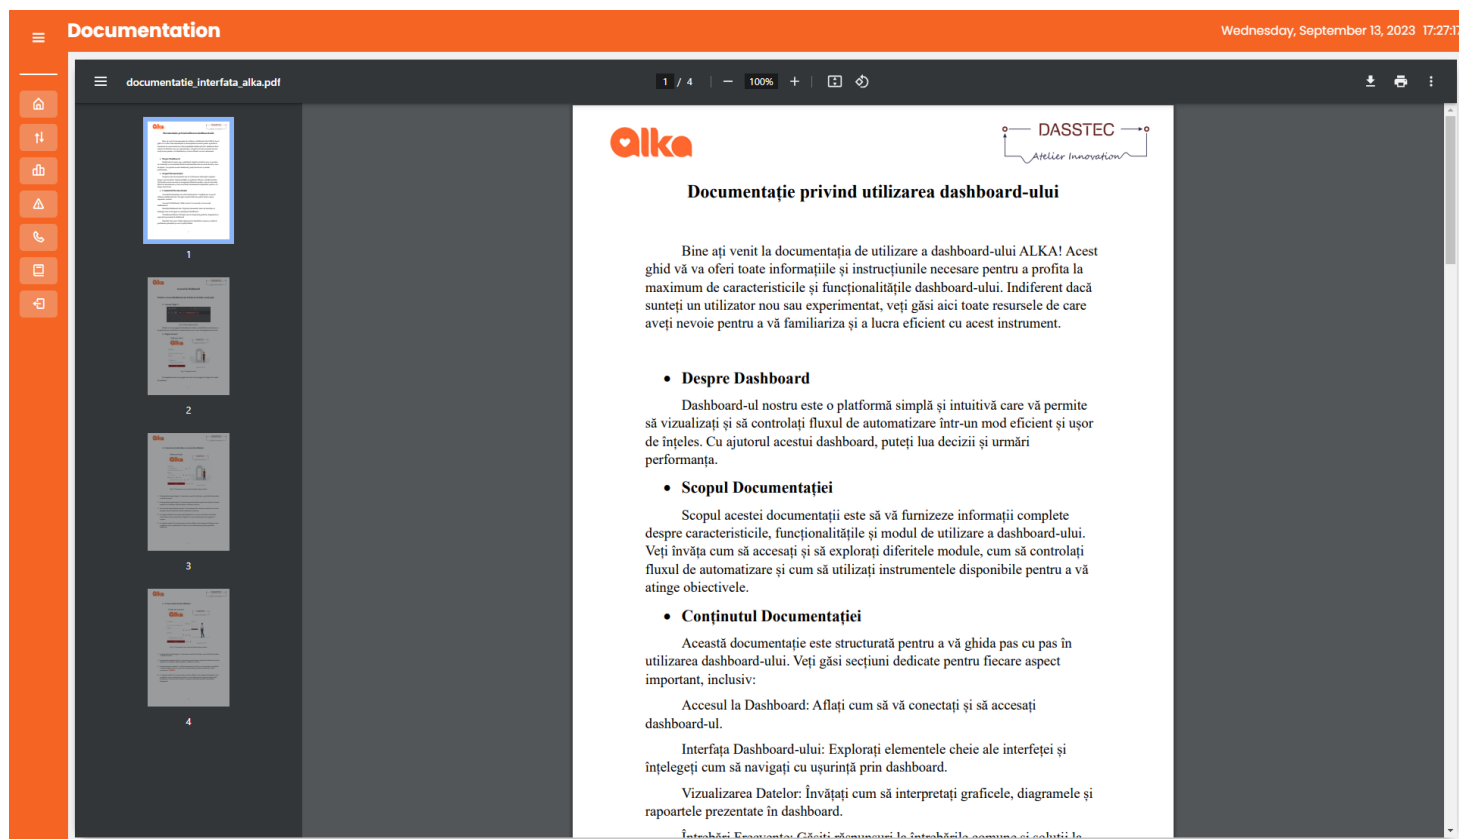 Documentation
Wednesday, September 13, 2023 17:27:17
documentatie_interfata_alka.pdf
1 / 4
100%
1
2
3
4
alka
DASSTEC
Atelier Innovation
Documentație privind utilizarea dashboard-ului
Bine ați venit la documentația de utilizare a dashboard-ului ALKA! Acest
ghid vă va oferi toate informațiile și instrucțiunile necesare pentru a profita la
maximum de caracteristicile și funcționalitățile dashboard-ului. Indiferent dacă
sunteți un utilizator nou sau experimentat, veți găsi aici toate resursele de care
aveți nevoie pentru a vă familiariza și a lucra eficient cu acest instrument.
• Despre Dashboard
Dashboard-ul nostru este o platformă simplă și intuitivă care vă permite
să vizualizați și să controlați fluxul de automatizare într-un mod eficient și ușor
de înțeles. Cu ajutorul acestui dashboard, puteți lua decizii și urmări
performanța.
• Scopul Documentației
Scopul acestei documentații este să vă furnizeze informații complete
despre caracteristicile, funcționalitățile și modul de utilizare a dashboard-ului.
Veți învăța cum să accesați și să explorați diferitele module, cum să controlați
fluxul de automatizare și cum să utilizați instrumentele disponibile pentru a vă
atinge obiectivele.
• Conținutul Documentației
Această documentație este structurată pentru a vă ghida pas cu pas în
utilizarea dashboard-ului. Veți găsi secțiuni dedicate pentru fiecare aspect
important, inclusiv:
Accesul la Dashboard: Aflați cum să vă conectați și să accesați
dashboard-ul.
Interfața Dashboard-ului: Explorați elementele cheie ale interfeței și
înțelegeți cum să navigați cu ușurință prin dashboard.
Vizualizarea Datelor: Învățați cum să interpretați graficele, diagramele și
rapoartele prezentate în dashboard.
Întrebări Frecvente: Găsiți răspunsuri la întrebările comune și soluții la